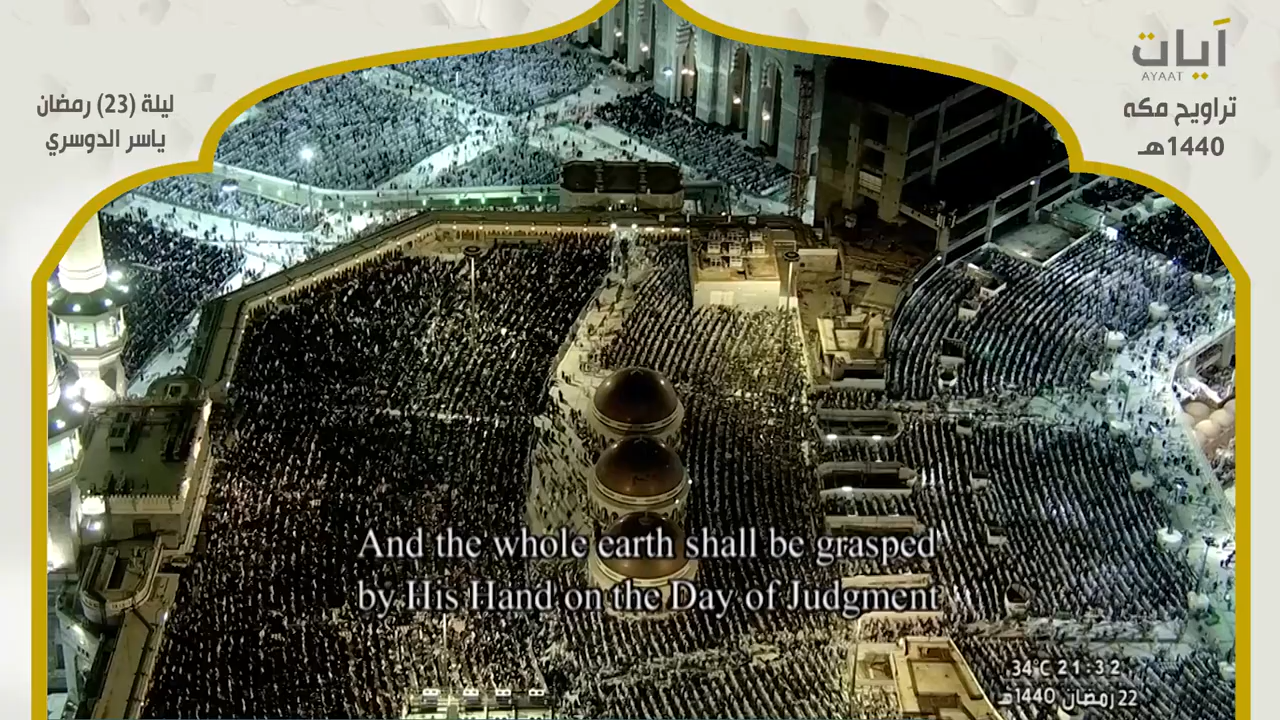 آيات
AYAAT
تراويح مكه
1440هـ
ليلة (23) رمضان
ياسر الدوسري
And the whole earth shall be grasped
by His Hand on the Day of Judgment
34°C 21:32
22 رمضان 1440هـ